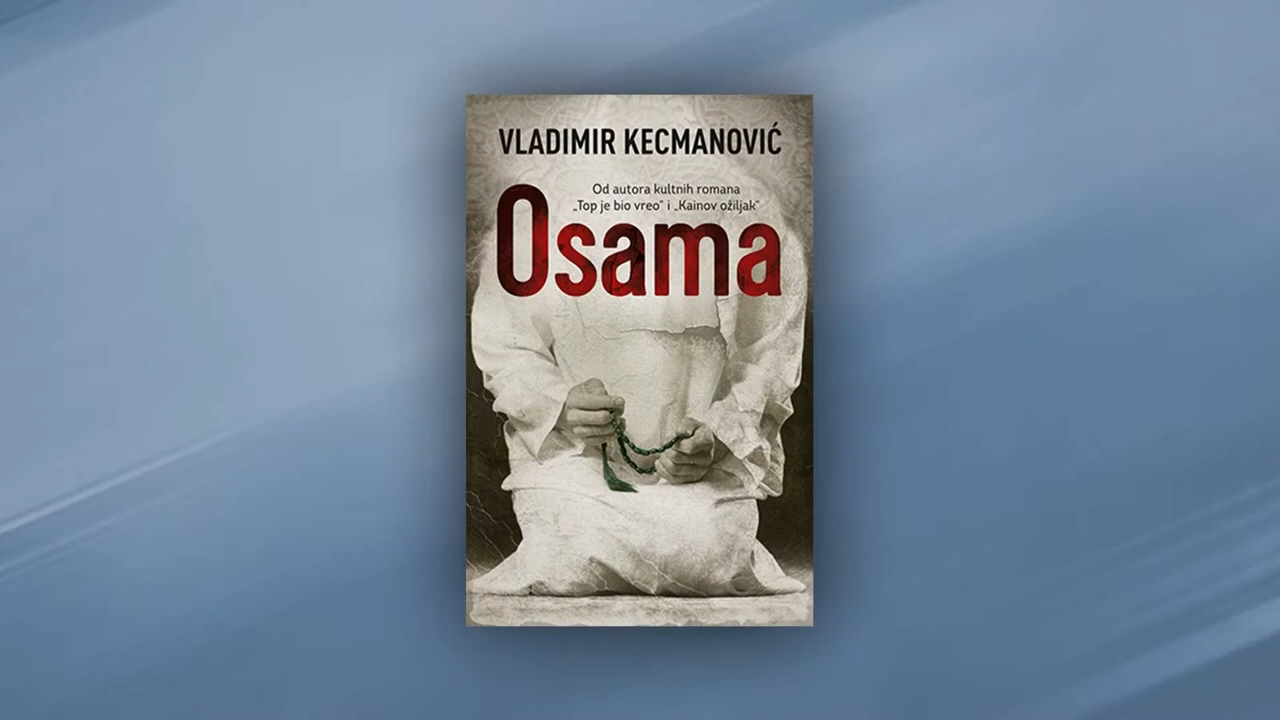 VLADIMIR KECMANOVIĆ
Od autora kultnih romana
„Top je bio vreo” i „Kainov ožiljak”
Osama